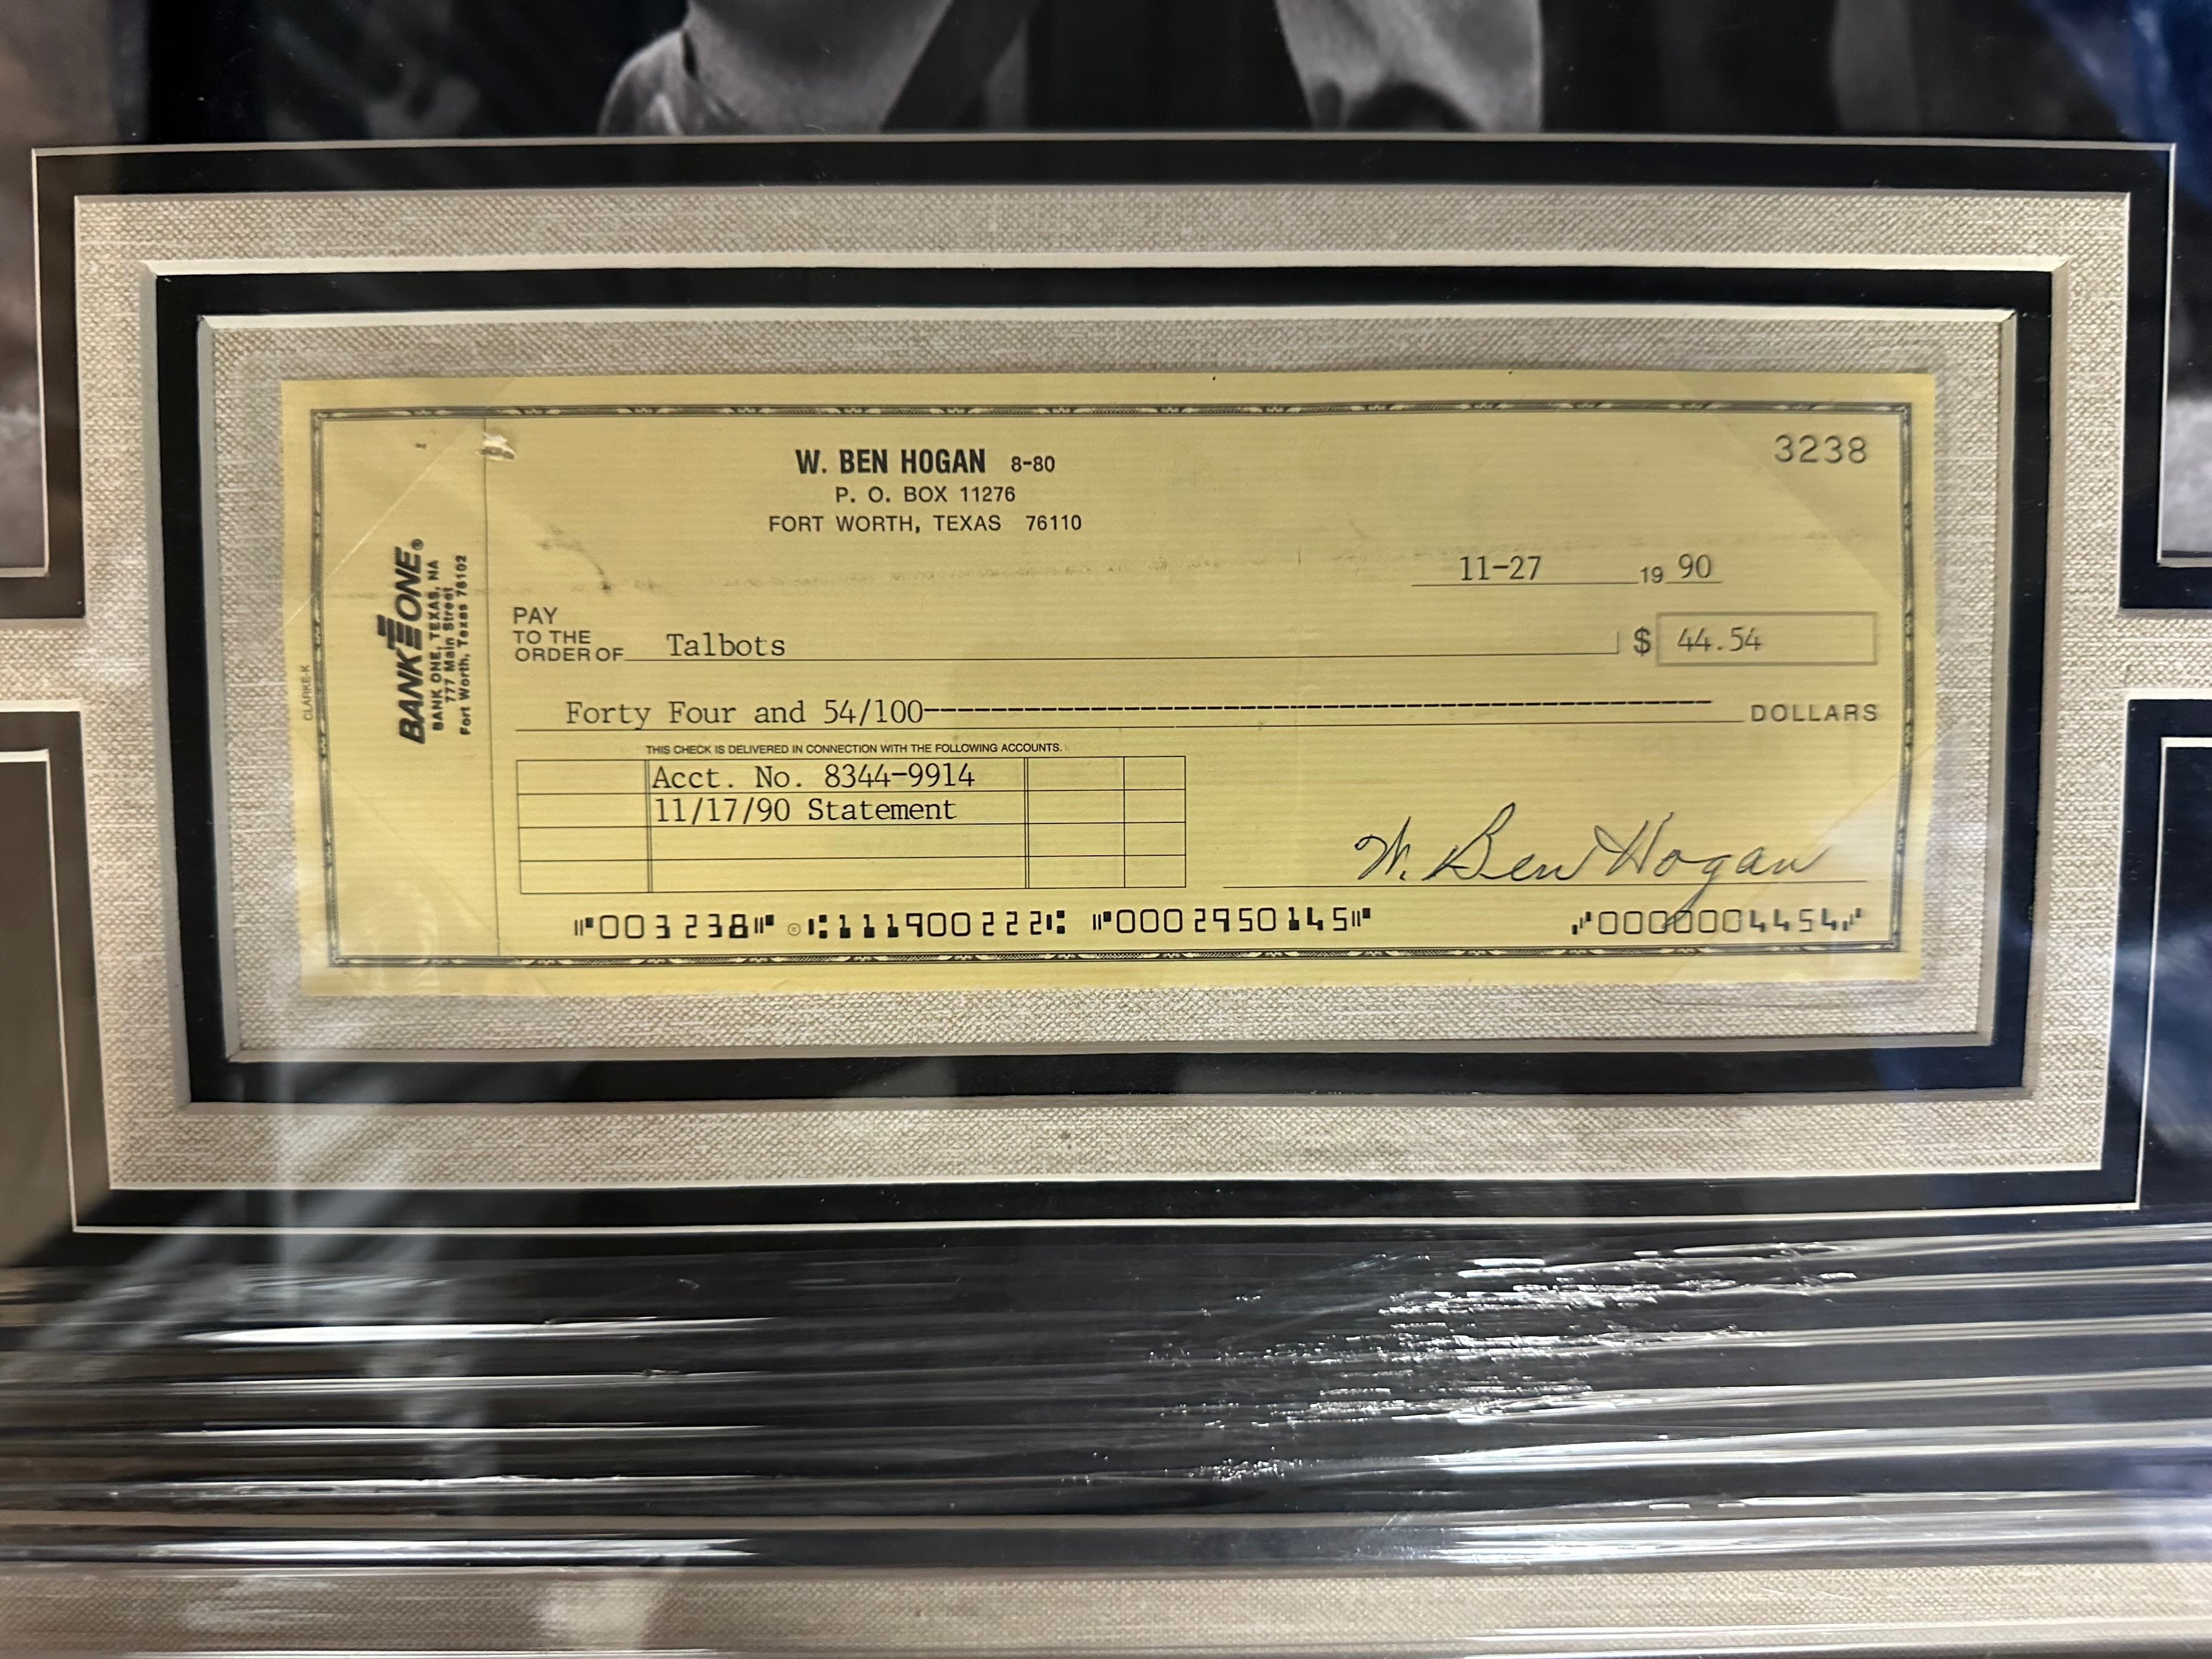 W. BEN HOGAN 8-80
P. O. BOX 11276
FORT WORTH, TEXAS 76110
3238
11-27 19 90
BANK ONE®
BANK ONE, TEXAS, NA
777 Main Street
Fort Worth, Texas 76102
CLARKE-K
PAY
TO THE
ORDER OF Talbots $ 44.54
Forty Four and 54/100 DOLLARS
THIS CHECK IS DELIVERED IN CONNECTION WITH THE FOLLOWING ACCOUNTS.
Acct. No. 8344-9914
11/17/90 Statement
W. Ben Hogan
⑈003238⑈ ⑆111900222⑆ ⑈0002950145⑈ ⑇0000004454⑇